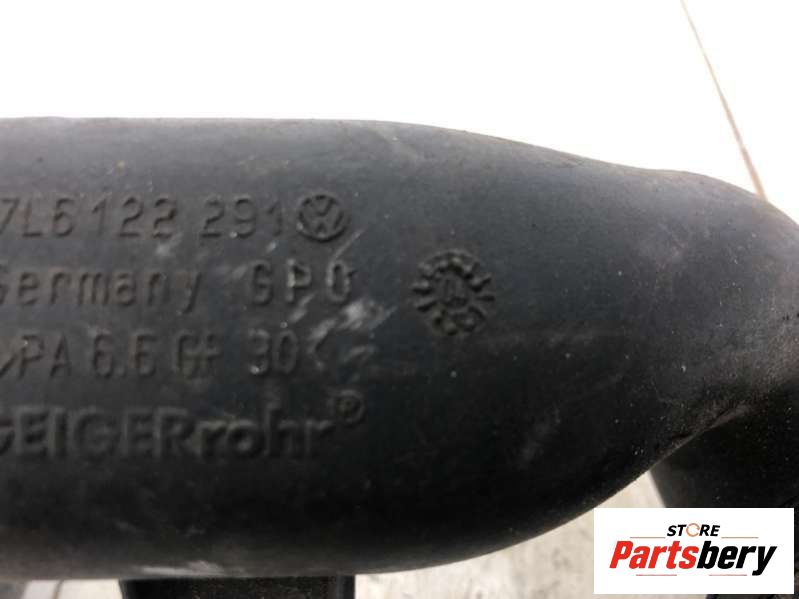 7L6 122 291
Germany GPO
>PA 6.6 GF 30<
GEIGERrohr®
STORE
Partsbery